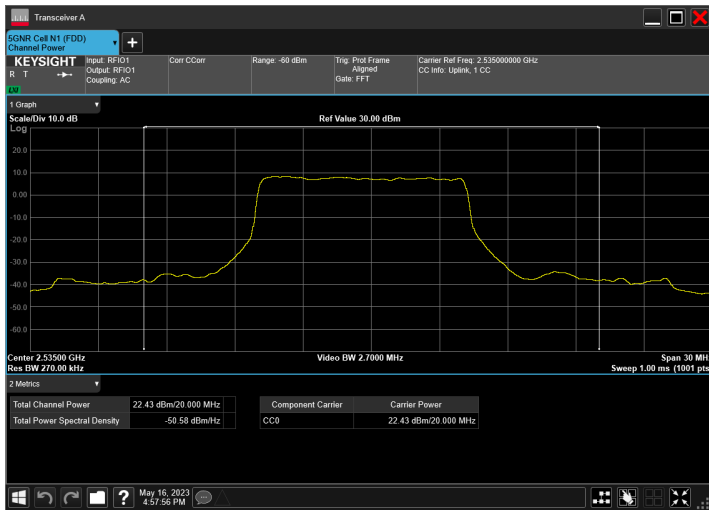 Transceiver A
5GNR Cell N1 (FDD)
Channel Power
KEYSIGHT
R T
LXI
Input: RFIO1
Output: RFIO1
Coupling: AC
Corr CCorr
Range: -60 dBm
Trig: Prot Frame
Aligned
Gate: FFT
Carrier Ref Freq: 2.535000000 GHz
CC Info: Uplink, 1 CC
1 Graph
Scale/Div 10.0 dB
Ref Value 30.00 dBm
Log
20.0
10.0
0.00
-10.0
-20.0
-30.0
-40.0
-50.0
-60.0
Center 2.53500 GHz
Video BW 2.7000 MHz
Span 30 MH
Res BW 270.00 kHz
Sweep 1.00 ms (1001 pts
2 Metrics
Total Channel Power 22.43 dBm/20.000 MHz
Total Power Spectral Density -50.58 dBm/Hz
Component Carrier Carrier Power
CC0 22.43 dBm/20.000 MHz
May 16, 2023
4:57:56 PM